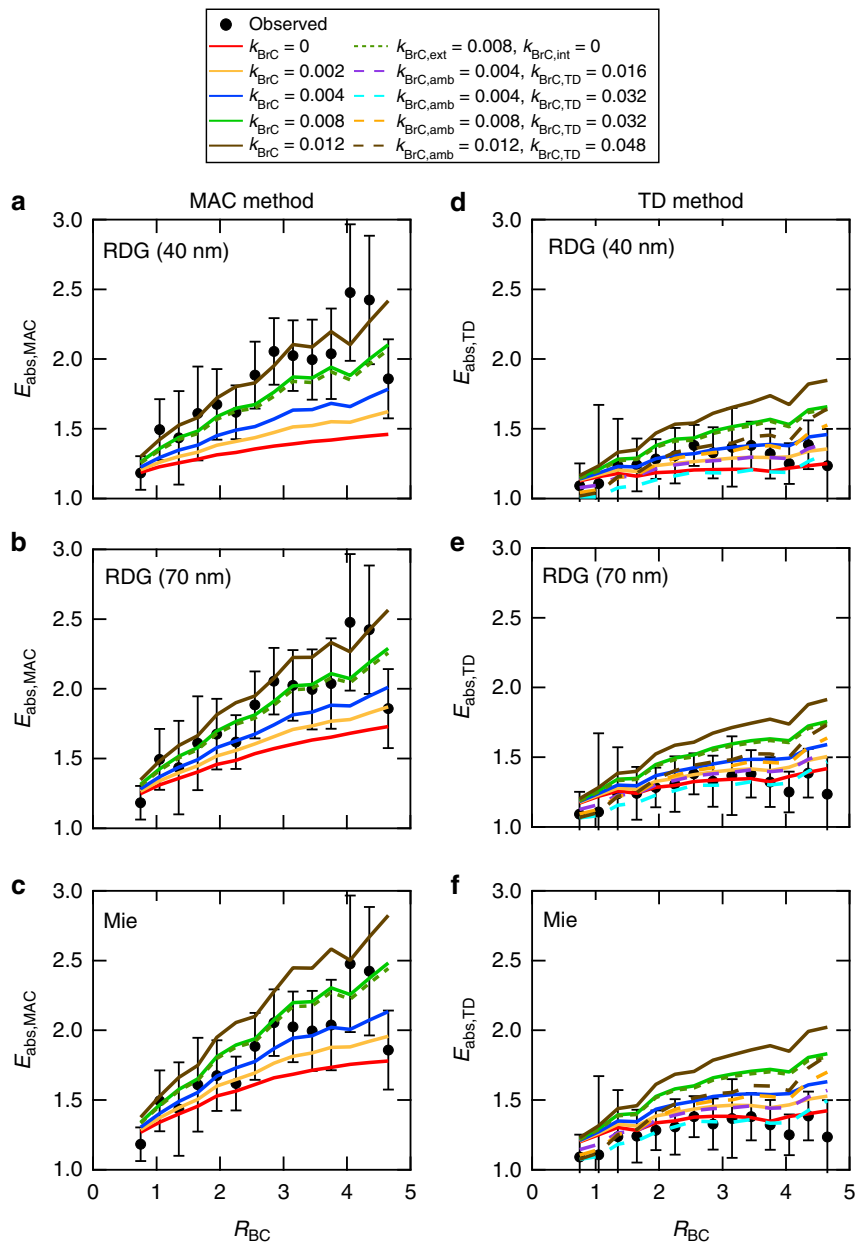 Observed
kBrC = 0
kBrC = 0.002
kBrC = 0.004
kBrC = 0.008
kBrC = 0.012
kBrC,ext = 0.008, kBrC,int = 0
kBrC,amb = 0.004, kBrC,TD = 0.016
kBrC,amb = 0.004, kBrC,TD = 0.032
kBrC,amb = 0.008, kBrC,TD = 0.032
kBrC,amb = 0.012, kBrC,TD = 0.048
a
MAC method
3.0
RDG (40 nm)
2.5
2.0
1.5
1.0
Eabs,MAC
d
TD method
3.0
RDG (40 nm)
2.5
2.0
1.5
1.0
Eabs,TD
b
3.0
RDG (70 nm)
2.5
2.0
1.5
1.0
Eabs,MAC
e
3.0
RDG (70 nm)
2.5
2.0
1.5
1.0
Eabs,TD
c
3.0
Mie
2.5
2.0
1.5
1.0
Eabs,MAC
0 1 2 3 4 5
RBC
f
3.0
Mie
2.5
2.0
1.5
1.0
Eabs,TD
0 1 2 3 4 5
RBC